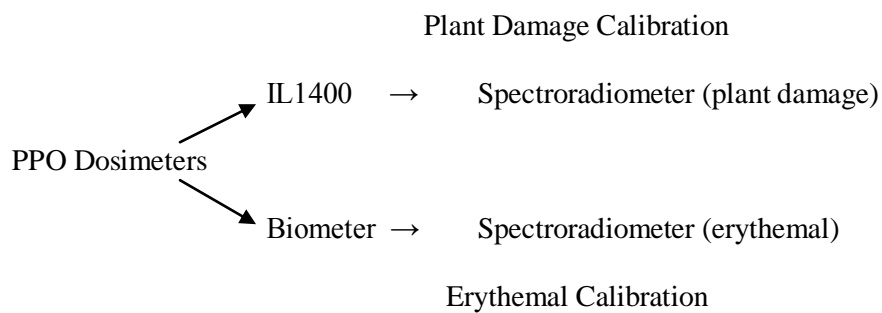 Plant Damage Calibration
IL1400 → Spectroradiometer (plant damage)
PPO Dosimeters
Biometer → Spectroradiometer (erythemal)
Erythemal Calibration